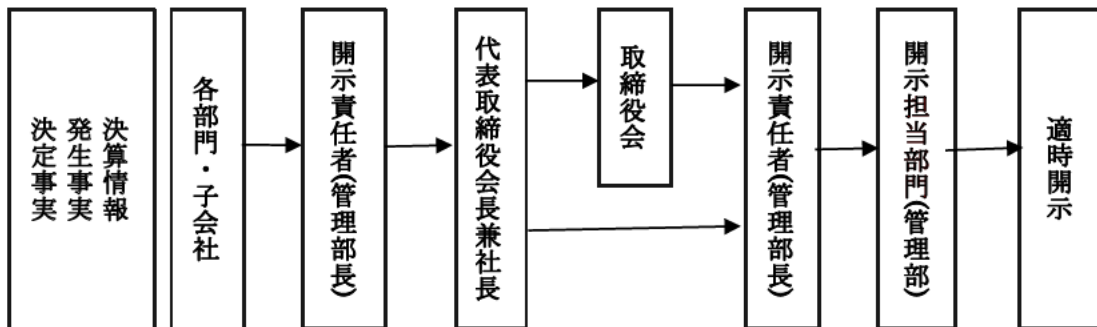 決算情報
発生事実
決定事実
各部門・子会社
開示責任者(管理部長)
代表取締役会長兼社長
取締役会
開示責任者(管理部長)
開示担当部門(管理部)
適時開示